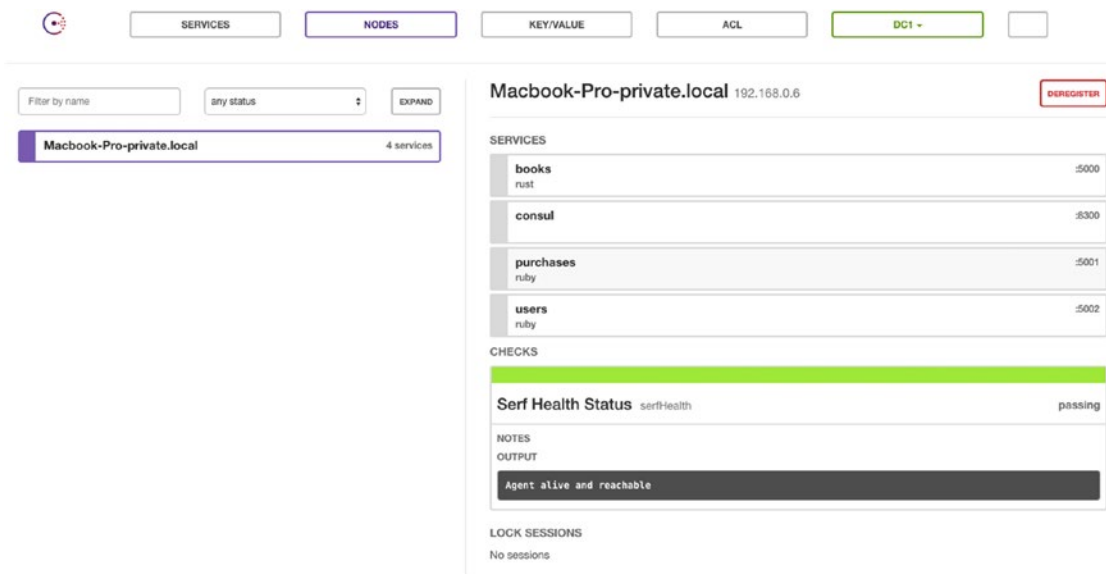 SERVICES
NODES
KEY/VALUE
ACL
DC1
Filter by name
any status
EXPAND
Macbook-Pro-private.local
4 services
Macbook-Pro-private.local 192.168.0.6
DEREGISTER
SERVICES
books :5000
rust
consul :8300
purchases :5001
ruby
users :5002
ruby
CHECKS
Serf Health Status serfHealth passing
NOTES
OUTPUT
Agent alive and reachable
LOCK SESSIONS
No sessions